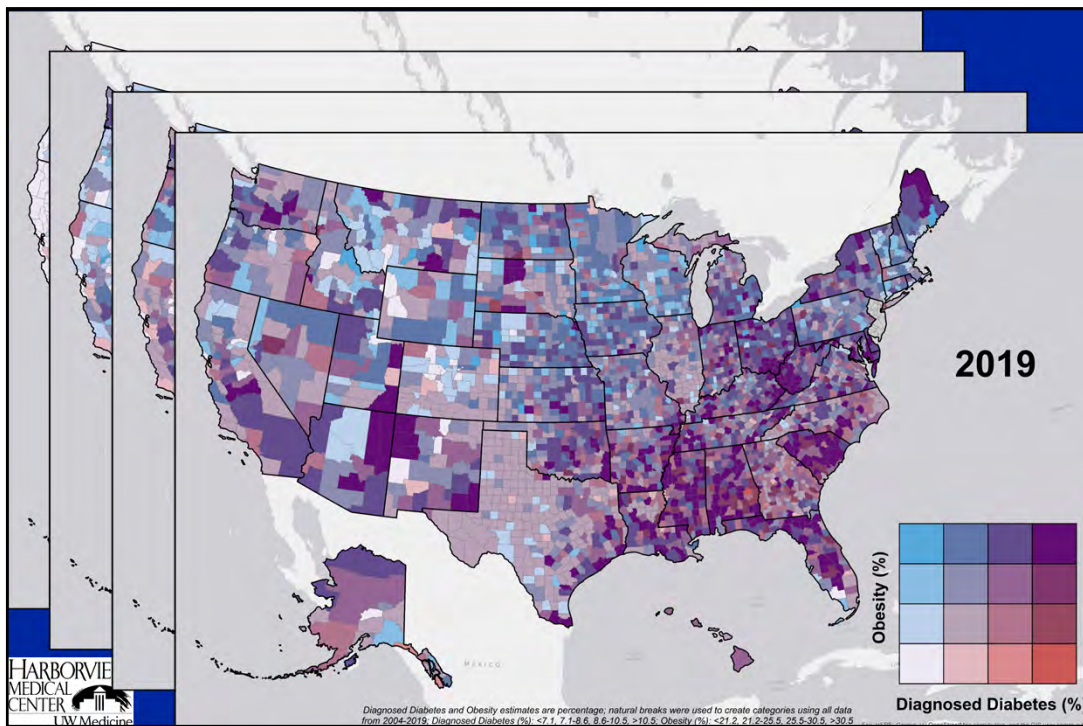 2019
Obesity (%)
Diagnosed Diabetes (%
MEXICO
HARBORVIE
MEDICAL
CENTER
UW Medicine
Diagnosed Diabetes and Obesity estimates are percentage; natural breaks were used to create categories using all data
from 2004-2019; Diagnosed Diabetes (%): <7.1, 7.1-8.6, 8.6-10.5, >10.5; Obesity (%): <21.2, 21.2-25.5, 25.5-30.5, >30.5